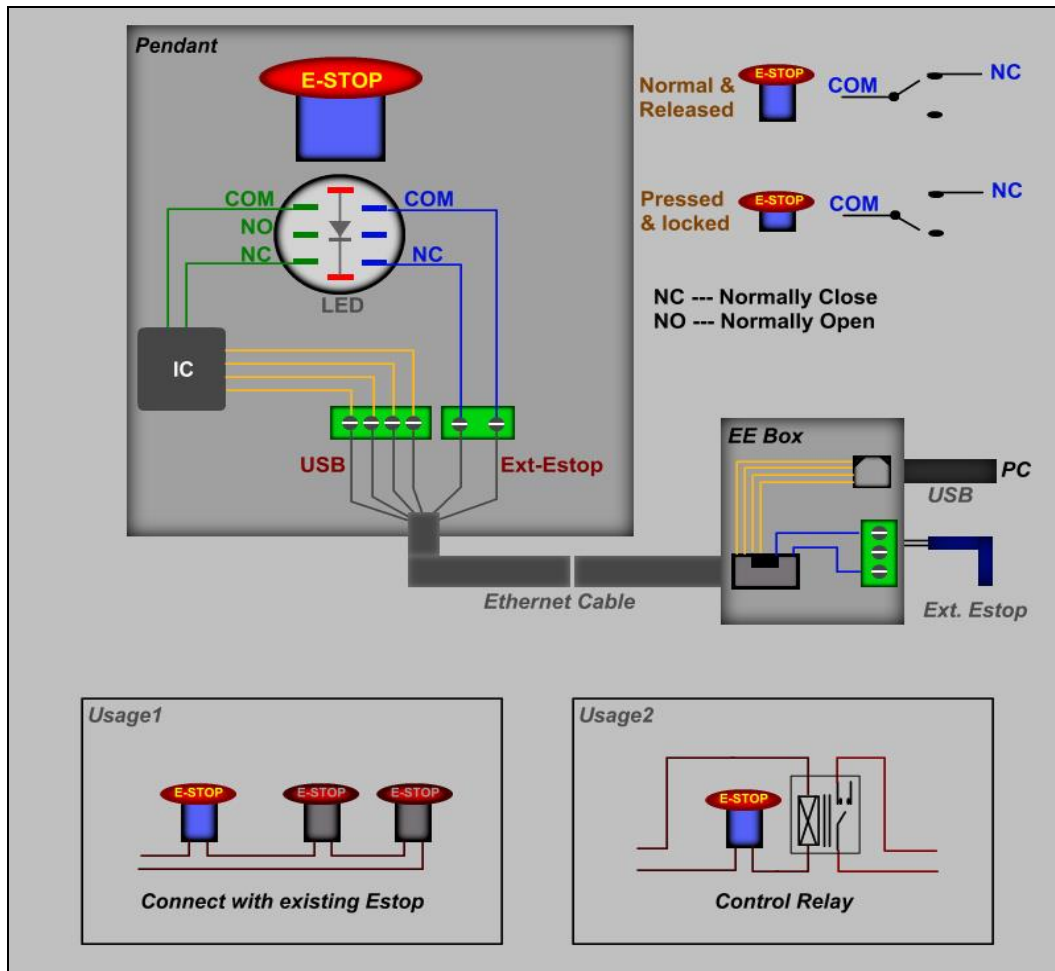 Pendant
E-STOP
COM
NO
NC
COM
NC
LED
IC
USB
Ext-Estop
Normal &
Released
E-STOP
COM
NC
Pressed
& locked
E-STOP
COM
NC
NC --- Normally Close
NO --- Normally Open
EE Box
PC
USB
Ext. Estop
Ethernet Cable
Usage1
E-STOP
E-STOP
E-STOP
Connect with existing Estop
Usage2
E-STOP
Control Relay